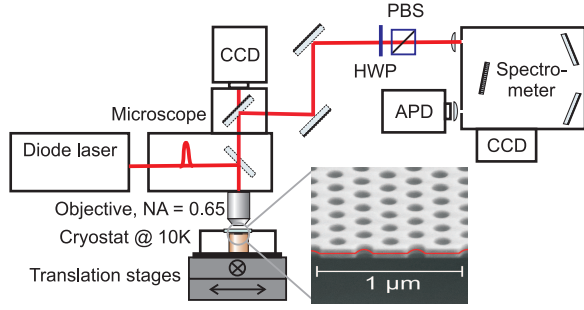 PBS
CCD
HWP
Spectro-
meter
Microscope
APD
Diode laser
CCD
Objective, NA = 0.65
Cryostat @ 10K
Translation stages
1 µm